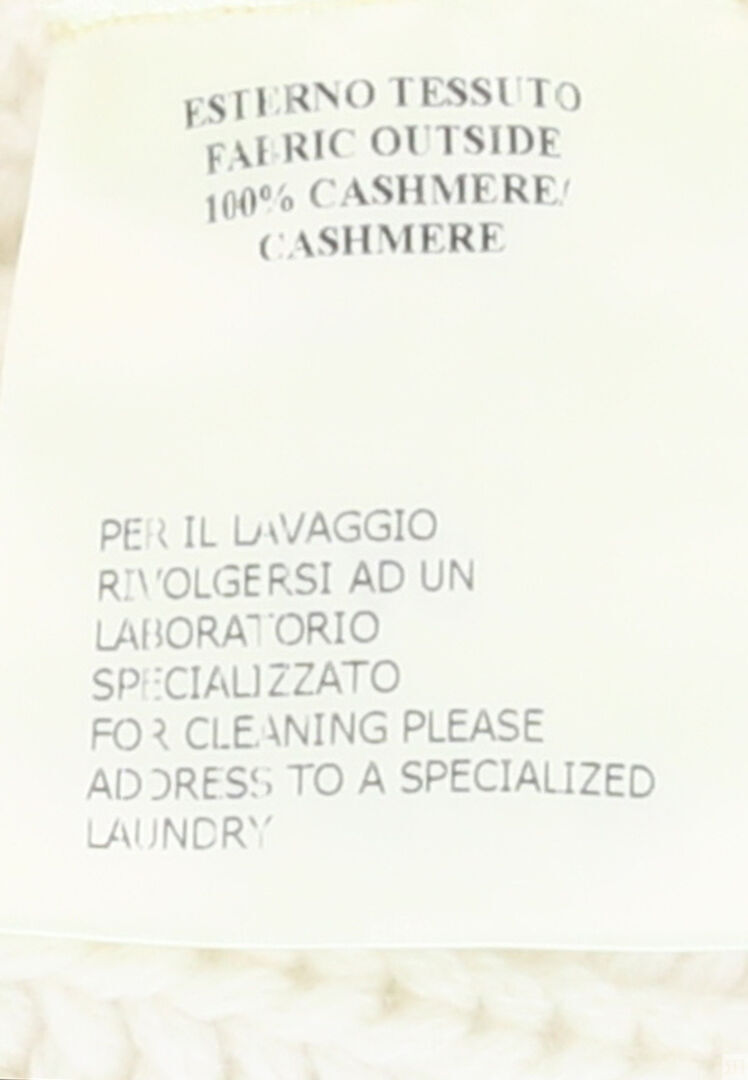 ESTERNO TESSUTO
FABRIC OUTSIDE
100% CASHMERE/
CASHMERE
PER IL LAVAGGIO
RIVOLGERSI AD UN
LABORATORIO
SPECIALIZZATO
FOR CLEANING PLEASE
ADDRESS TO A SPECIALIZED
LAUNDRY